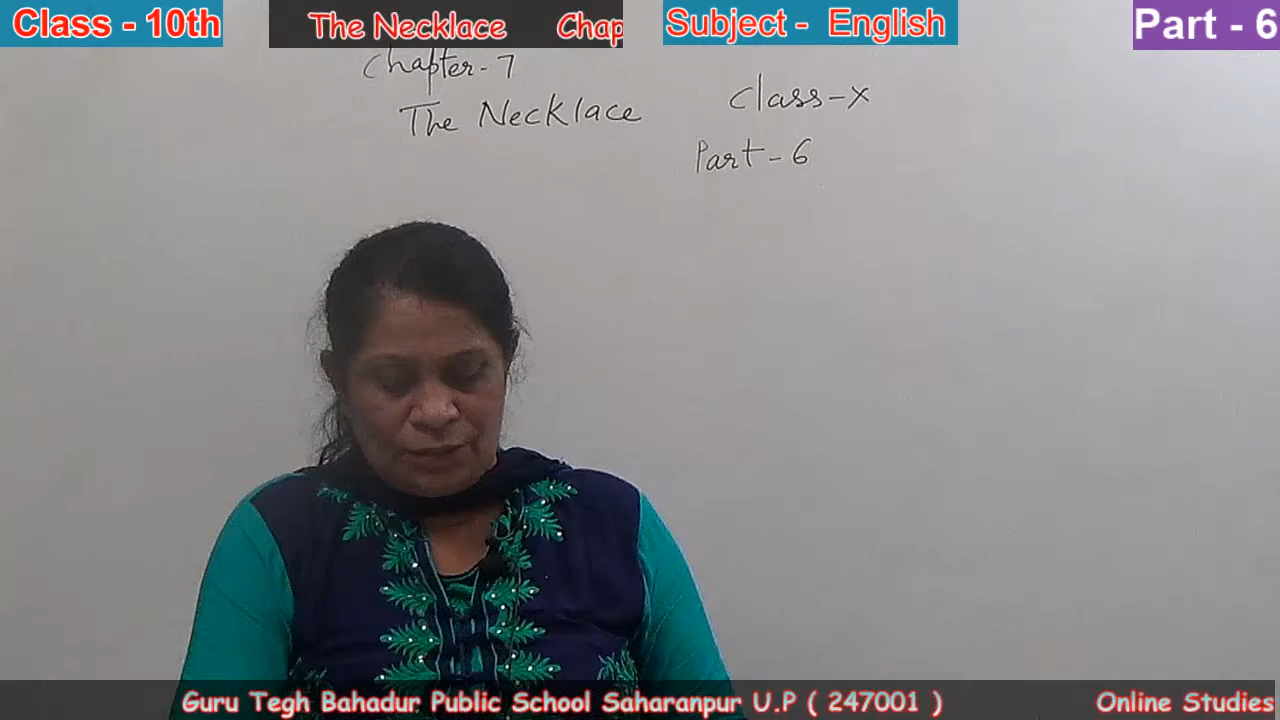 Class - 10th The Necklace Chap Subject - English Part - 6
Chapter-7
The Necklace
Class-X
Part-6
Guru Tegh Bahadur Public School Saharanpur U.P ( 247001 ) Online Studies